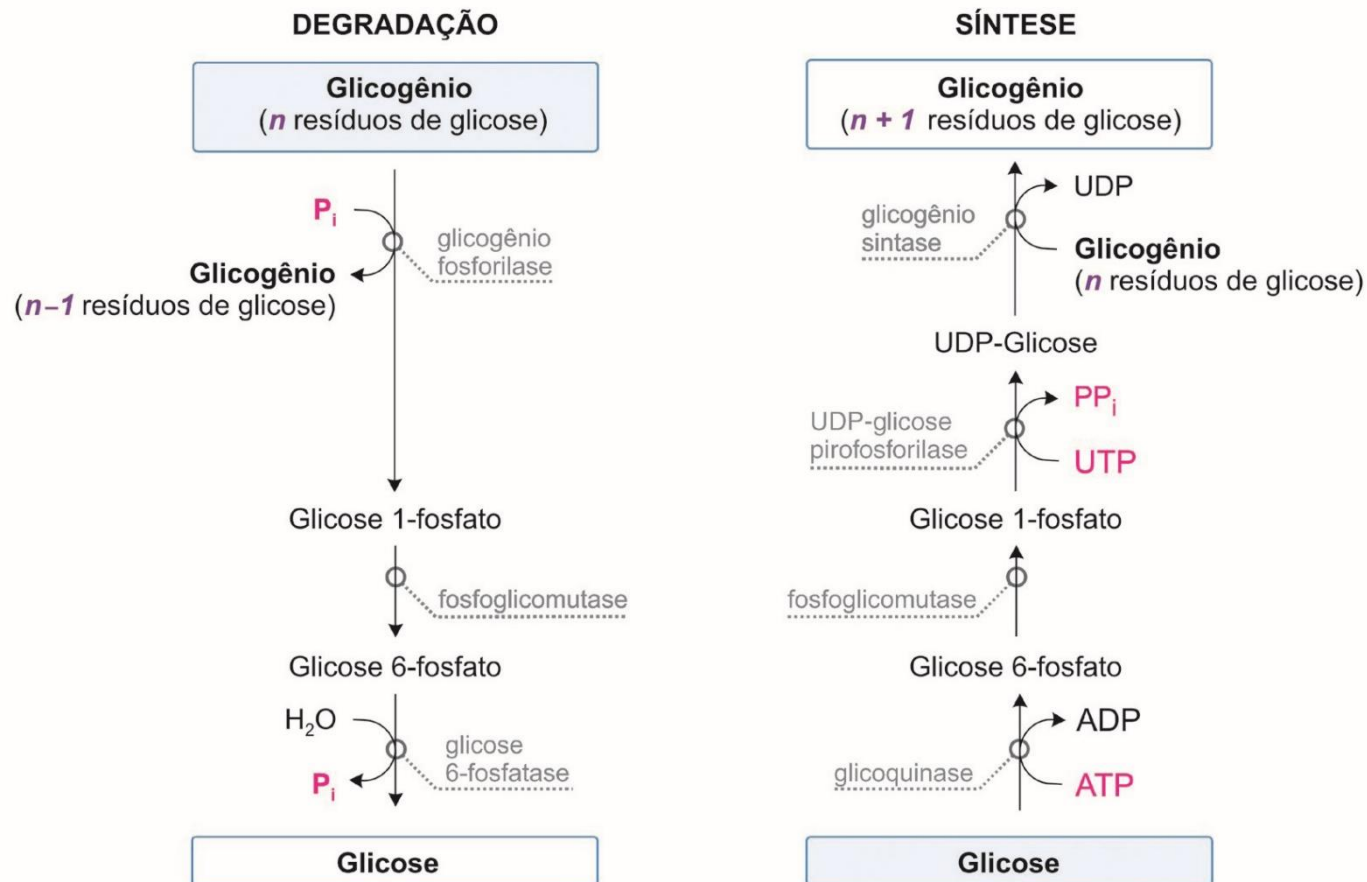 DEGRADAÇÃO
Glicogênio
(n resíduos de glicose)
Pi
glicogênio
fosforilase
Glicogênio
(n–1 resíduos de glicose)
Glicose 1-fosfato
fosfoglicomutase
Glicose 6-fosfato
H2O
glicose
6-fosfatase
Pi
Glicose
SÍNTESE
Glicogênio
(n + 1 resíduos de glicose)
UDP
glicogênio
sintase
Glicogênio
(n resíduos de glicose)
UDP-Glicose
PPi
UDP-glicose
pirofosforilase
UTP
Glicose 1-fosfato
fosfoglicomutase
Glicose 6-fosfato
ADP
glicoquinase
ATP
Glicose